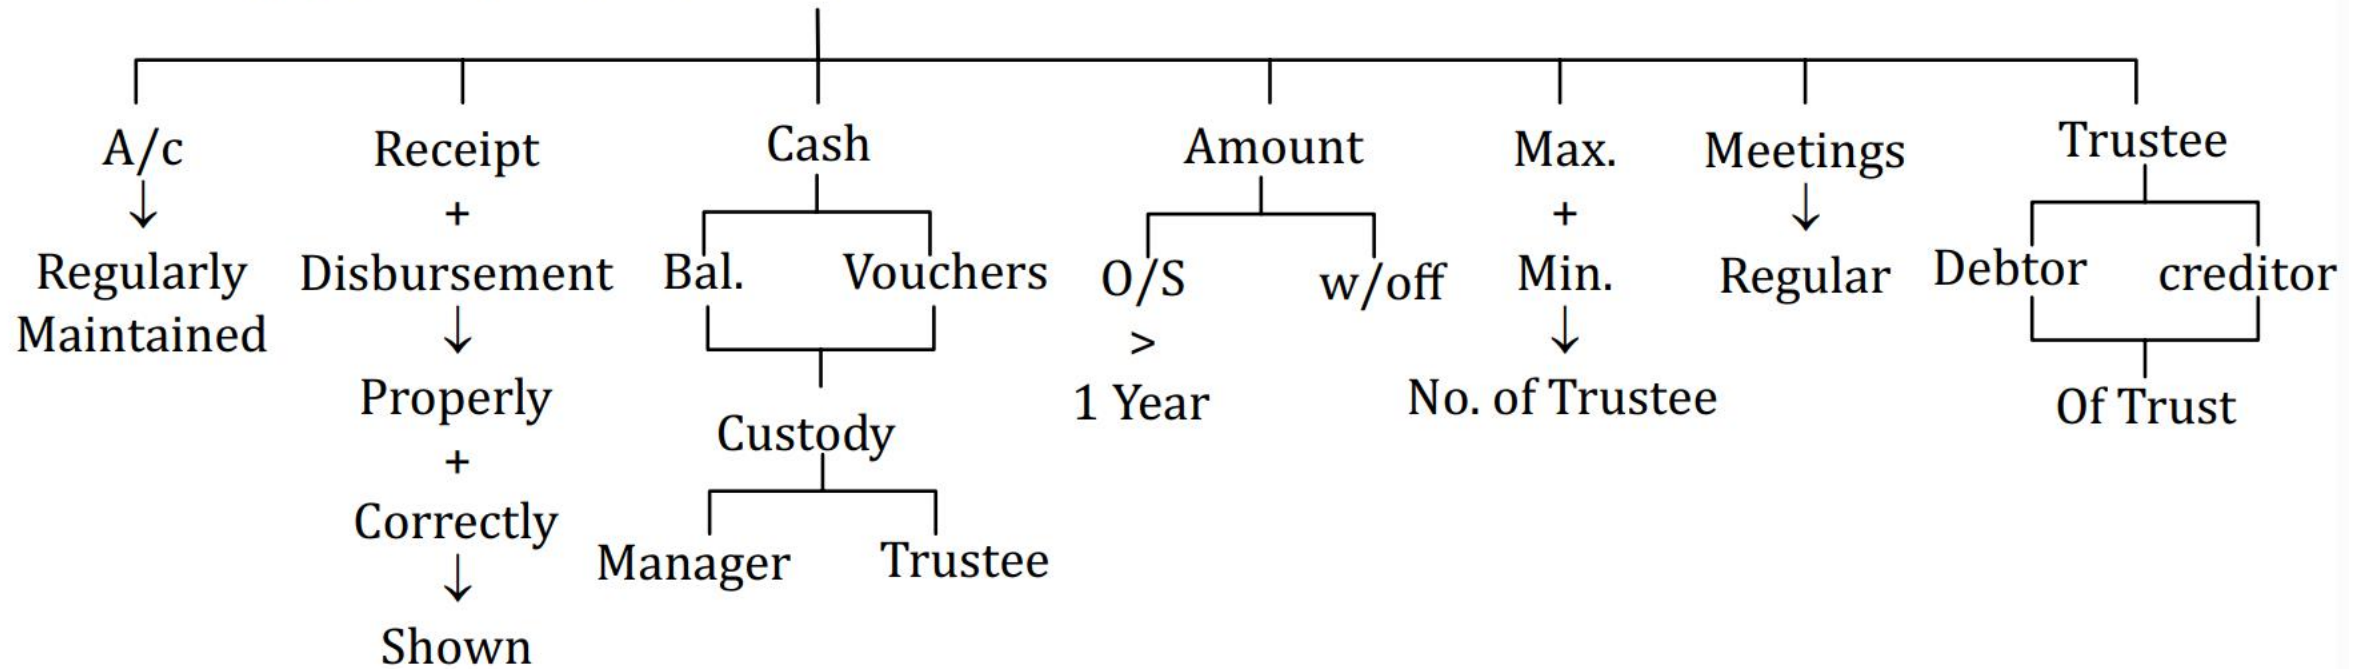 A/c
Regularly
Maintained
Receipt
+
Disbursement
Properly
+
Correctly
Shown
Cash
Bal. Vouchers
Custody
Manager Trustee
Amount
O/S w/off
>
1 Year
Max.
+
Min.
No. of Trustee
Meetings
Regular
Trustee
Debtor creditor
Of Trust